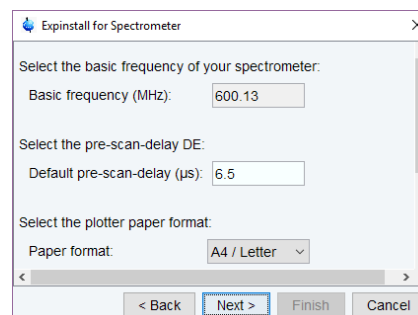 Expinstall for Spectrometer
Select the basic frequency of your spectrometer:
Basic frequency (MHz): 600.13
Select the pre-scan-delay DE:
Default pre-scan-delay (µs): 6.5
Select the plotter paper format:
Paper format: A4 / Letter
< Back Next > Finish Cancel